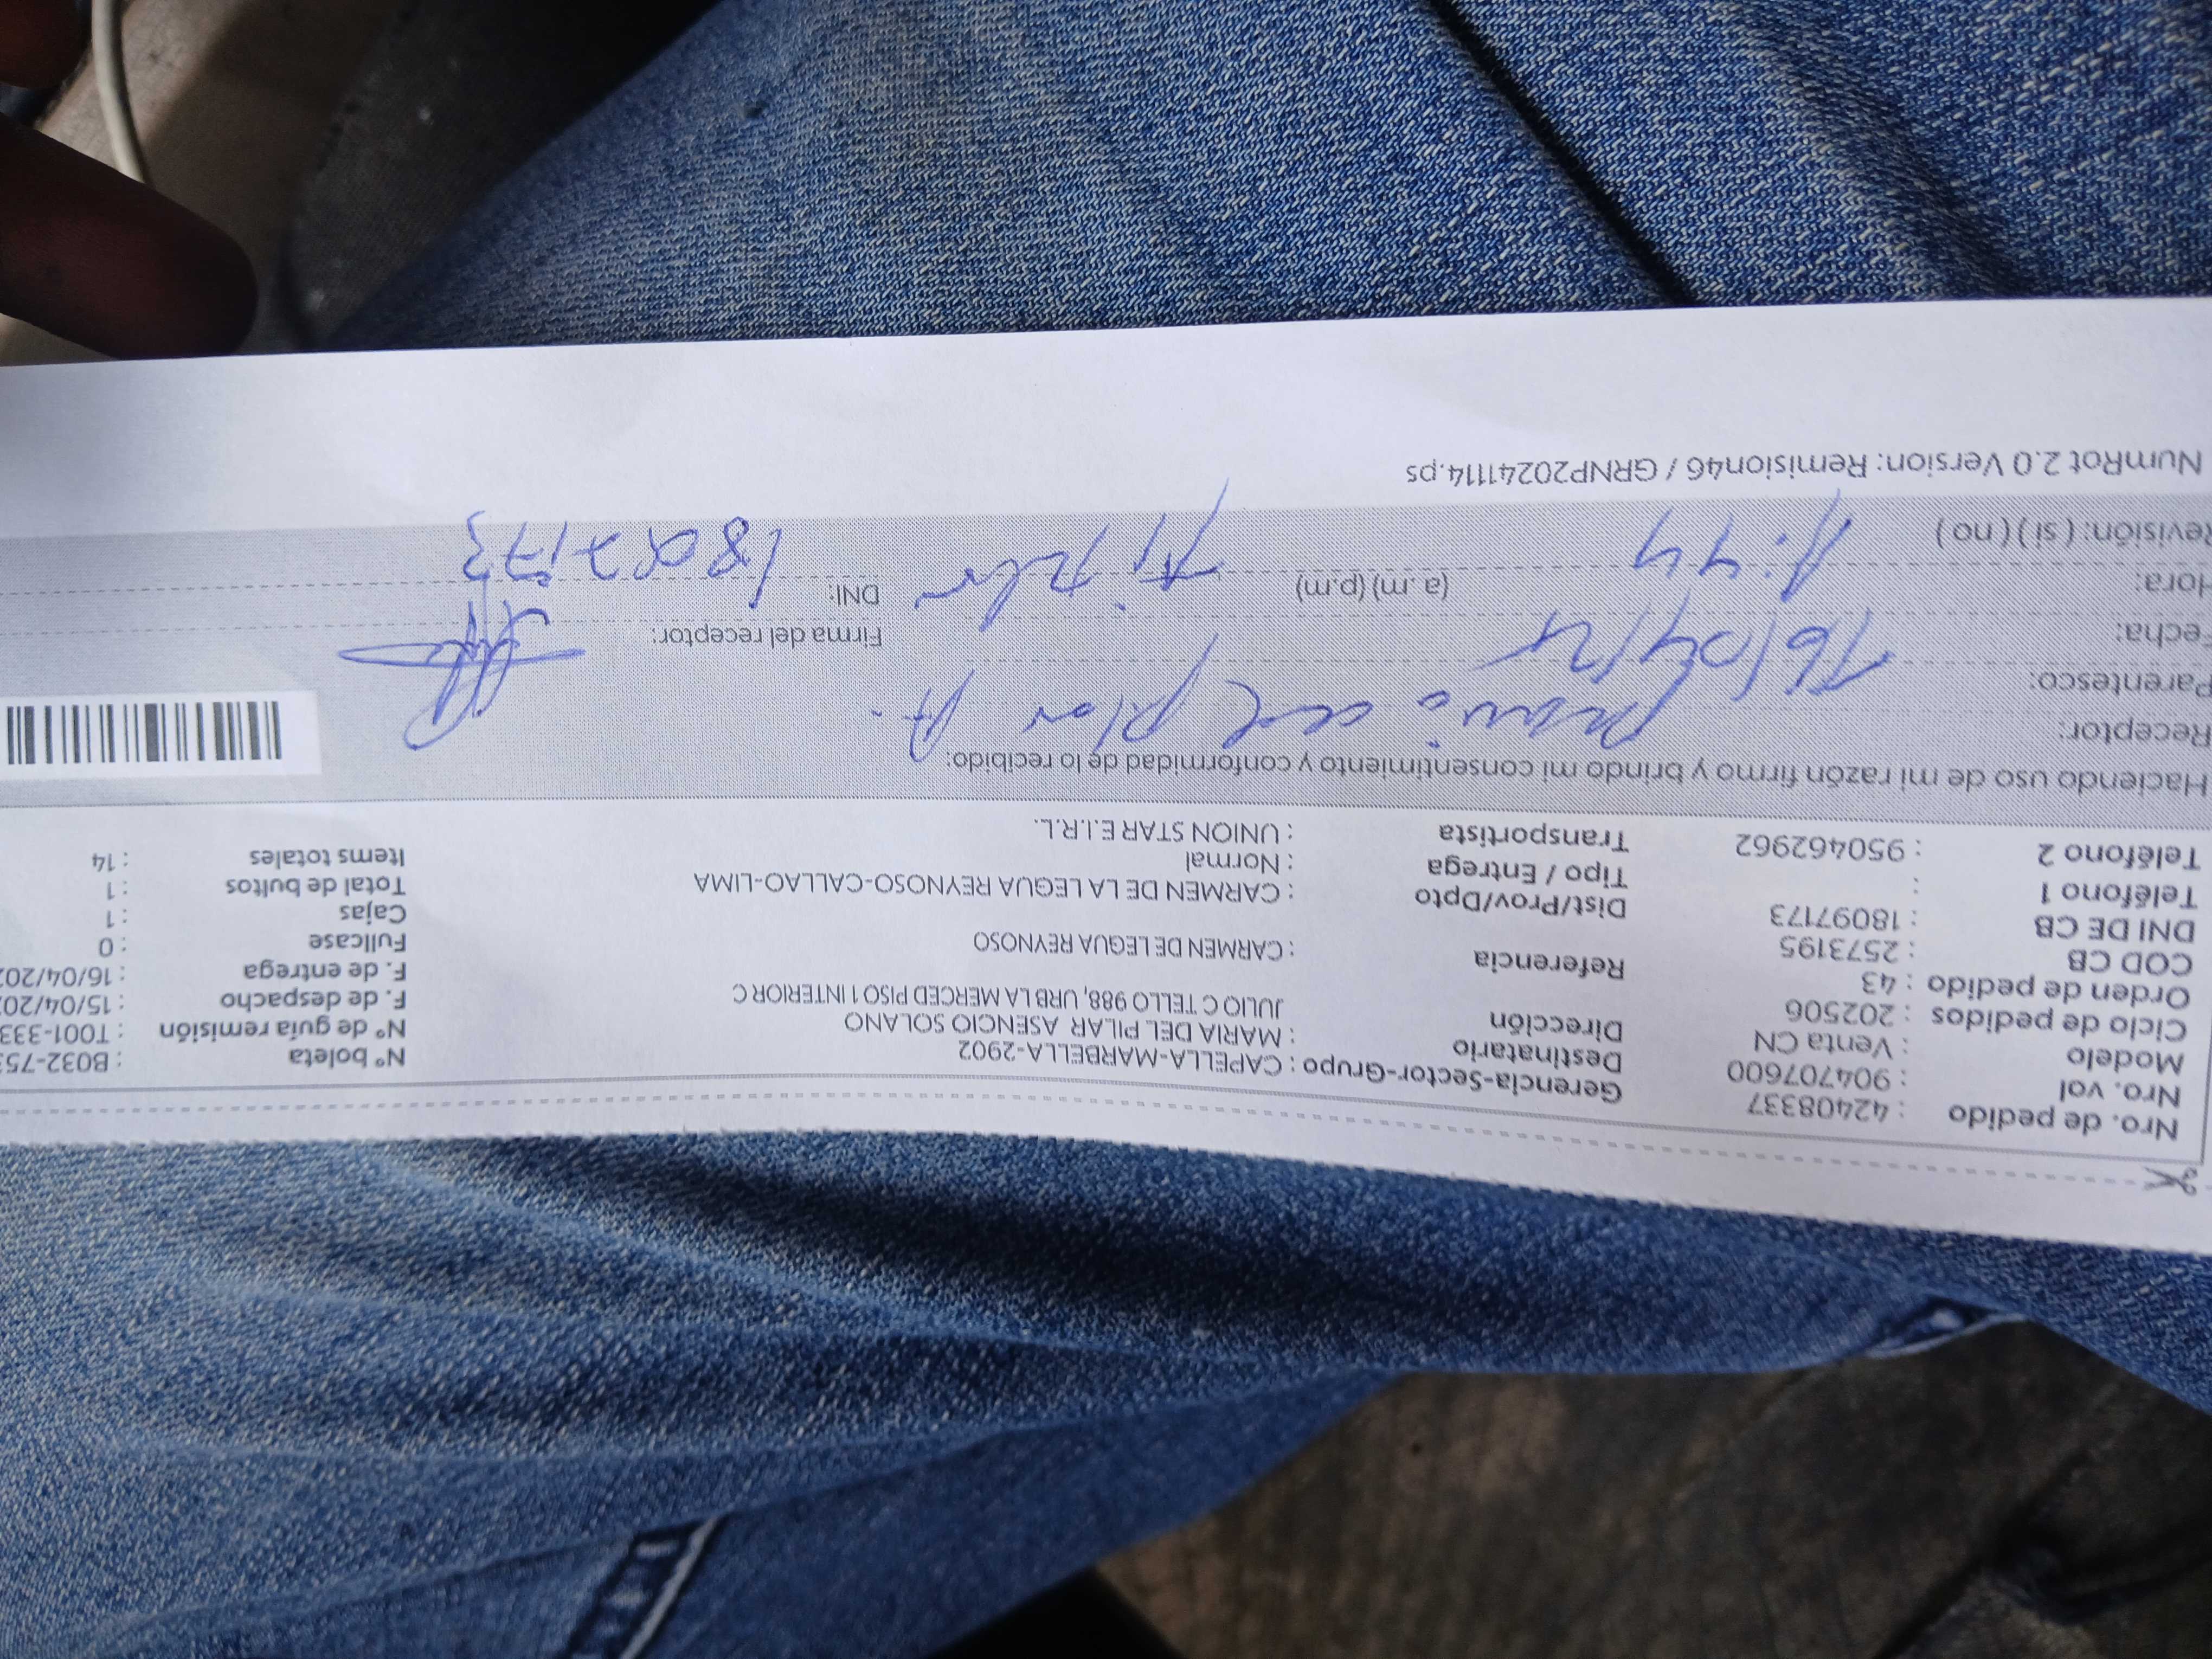 Nro. de pedido : 42408337 Gerencia-Sector-Grupo : CAPELLA-MARBELLA-2902 Nº boleta : B032-75
Nro. vol : 904707600 Destinatario : MARIA DEL PILAR ASENCIO SOLANO Nº de guía remisión : T001-333
Modelo : Venta CN Dirección JULIO C TELLO 988, URB LA MERCED PISO 1 INTERIOR C F. de despacho : 15/04/20
Ciclo de pedidos : 202506 F. de entrega : 16/04/20
Orden de pedido : 43 Referencia : CARMEN DE LEGUA REYNOSO Fullcase : 0
COD CB : 2573195 Cajas : 1
DNI DE CB : 18097173 Dist/Prov/Dpto : CARMEN DE LA LEGUA REYNOSO-CALLAO-LIMA Total de bultos : 1
Teléfono 1 : Tipo / Entrega : Normal Items totales : 14
Teléfono 2 : 950462962 Transportista : UNION STAR E.I.R.L.
Haciendo uso de mi razón firmo y brindo mi consentimiento y conformidad de lo recibido:
Receptor: Maria del Pilar A.
Parentesco:
Fecha: 16/04/25 Firma del receptor:
Hora: 1:44 (a. m) (p.m) DNI: 18097173
Revisión: ( si ) ( no )
NumRot 2.0 Version: Remision46 / GRNP20241114.ps